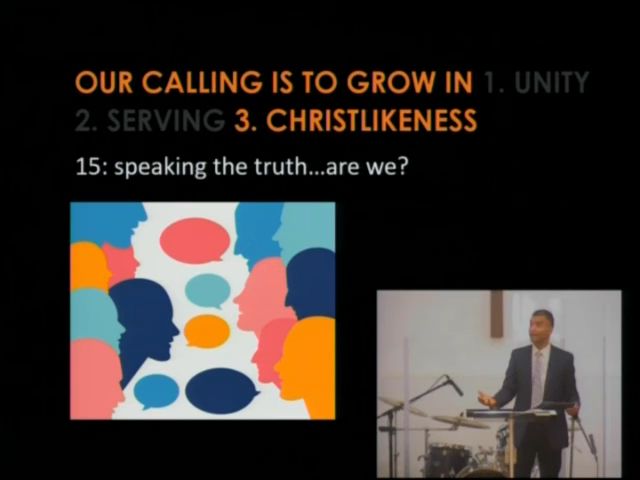 OUR CALLING IS TO GROW IN 1. UNITY
2. SERVING 3. CHRISTLIKENESS
15: speaking the truth...are we?